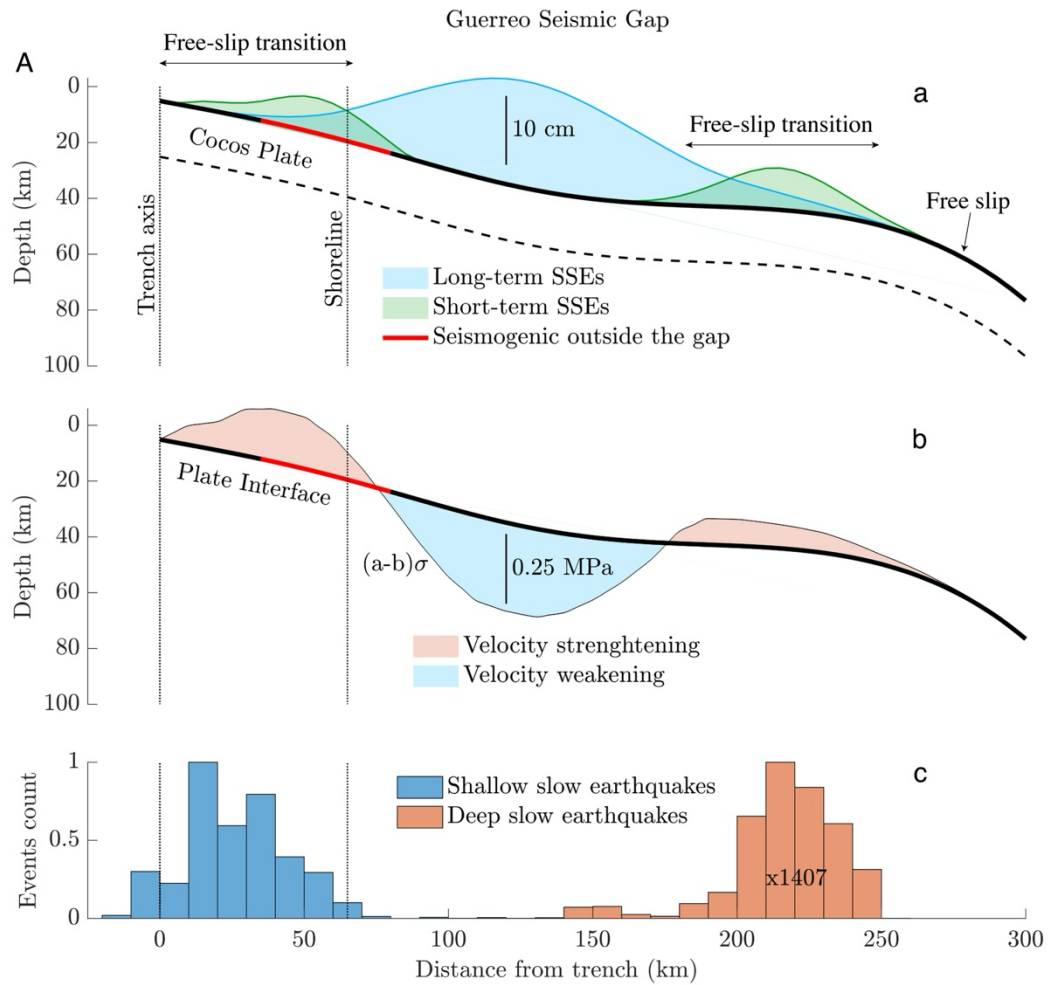 Guerreo Seismic Gap
A
Free-slip transition
a
0
20
40
60
80
100
Depth (km)
Cocos Plate
10 cm
Free-slip transition
Free slip
Trench axis
Shoreline
Long-term SSEs
Short-term SSEs
Seismogenic outside the gap
b
0
20
40
60
80
100
Depth (km)
Plate Interface
(a-b)σ
0.25 MPa
Velocity strenghtening
Velocity weakening
c
1
0.5
0
Events count
Shallow slow earthquakes
Deep slow earthquakes
x1407
0 50 100 150 200 250 300
Distance from trench (km)